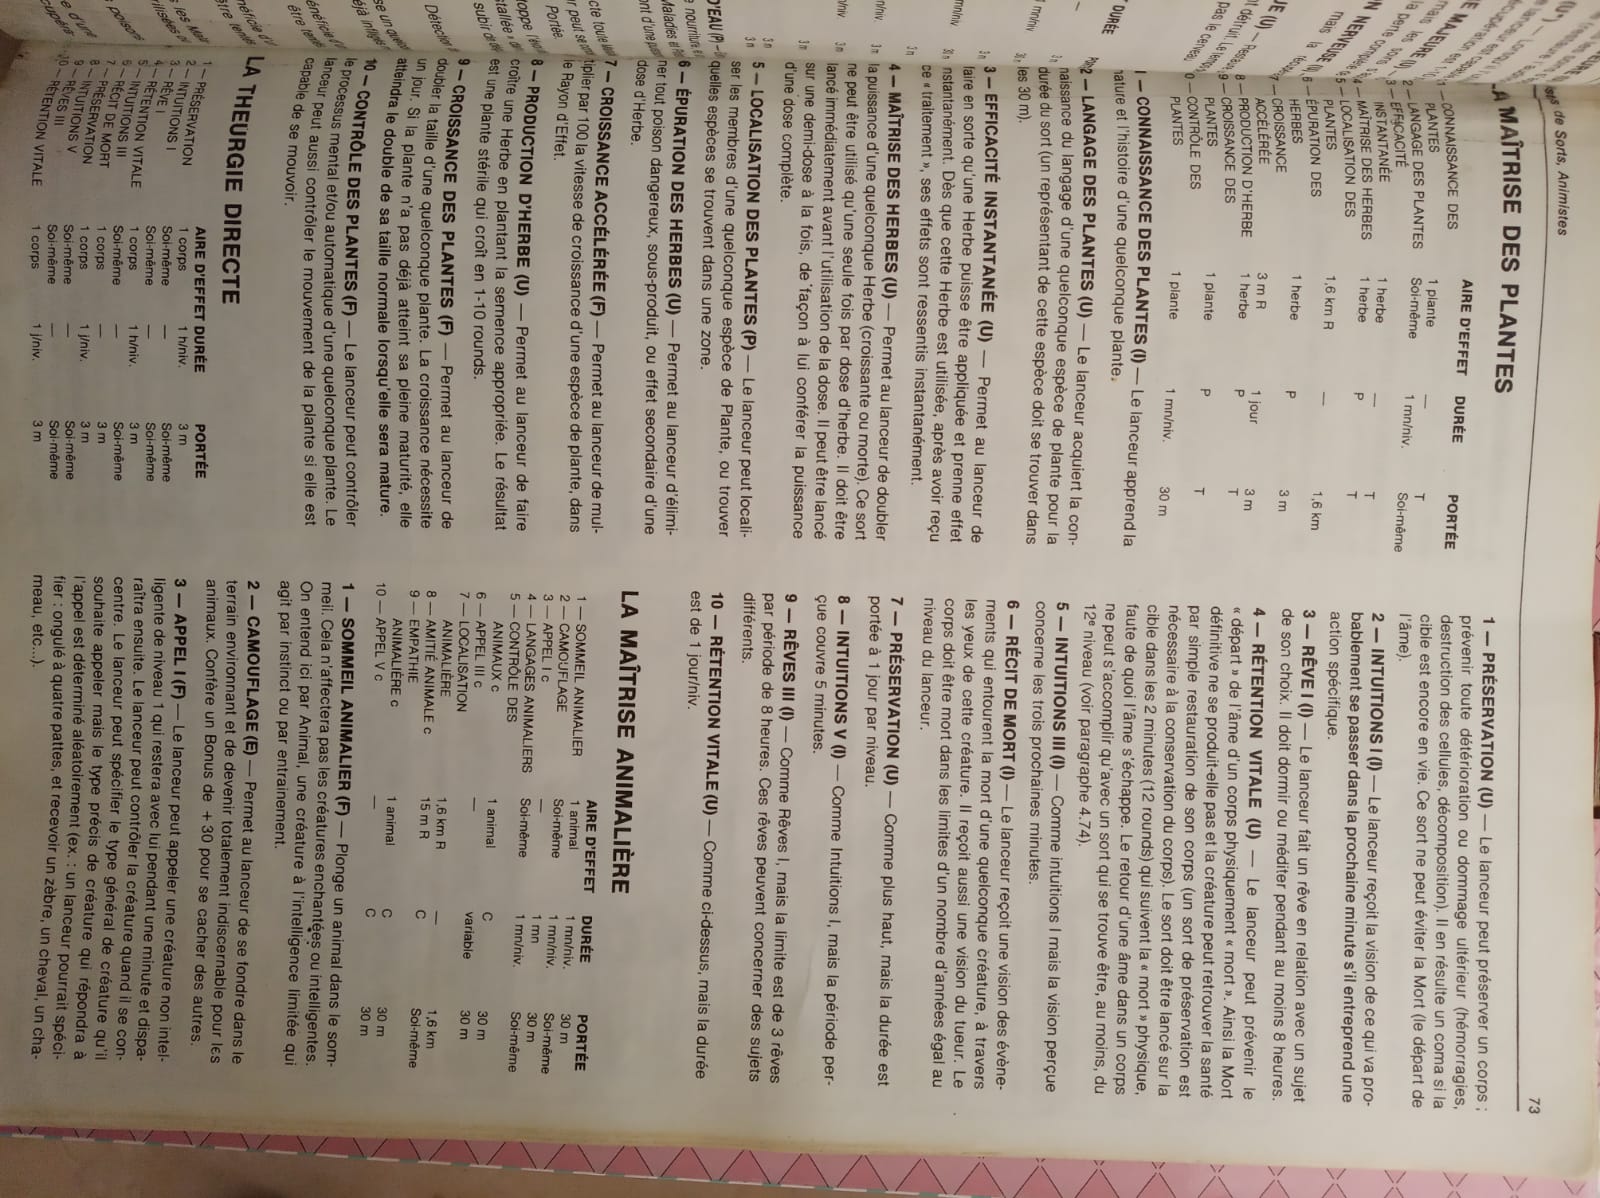 de Sorts, Animistes
73
LA MAÎTRISE DES PLANTES
AIRE D'EFFET DURÉE PORTÉE
1 — CONNAISSANCE DES
PLANTES 1 plante — T
2 — LANGAGE DES PLANTES Soi-même 1 mn/niv. Soi-même
3 — EFFICACITÉ
INSTANTANÉE 1 herbe — T
4 — MAÎTRISE DES HERBES 1 herbe P T
5 — LOCALISATION DES
PLANTES 1,6 km R — 1,6 km
6 — ÉPURATION DES
HERBES 1 herbe P 3 m
7 — CROISSANCE
ACCÉLÉRÉE 3 m R 1 jour 3 m
8 — PRODUCTION D'HERBE 1 herbe P T
9 — CROISSANCE DES
PLANTES 1 plante P T
0 — CONTRÔLE DES
PLANTES 1 plante 1 mn/niv. 30 m
1 — CONNAISSANCE DES PLANTES (I) — Le lanceur apprend la
nature et l'histoire d'une quelconque plante.
2 — LANGAGE DES PLANTES (U) — Le lanceur acquiert la con-
naissance du langage d'une quelconque espèce de plante pour la
durée du sort (un représentant de cette espèce doit se trouver dans
les 30 m).
3 — EFFICACITÉ INSTANTANÉE (U) — Permet au lanceur de
faire en sorte qu'une Herbe puisse être appliquée et prenne effet
instantanément. Dès que cette Herbe est utilisée, après avoir reçu
ce « traitement », ses effets sont ressentis instantanément.
4 — MAÎTRISE DES HERBES (U) — Permet au lanceur de doubler
la puissance d'une quelconque Herbe (croissante ou morte). Ce sort
ne peut être utilisé qu'une seule fois par dose d'herbe. Il doit être
lancé immédiatement avant l'utilisation de la dose. Il peut être lancé
sur une demi-dose à la fois, de façon à lui conférer la puissance
d'une dose complète.
5 — LOCALISATION DES PLANTES (P) — Le lanceur peut locali-
ser les membres d'une quelconque espèce de Plante, ou trouver
quelles espèces se trouvent dans une zone.
6 — ÉPURATION DES HERBES (U) — Permet au lanceur d'élimi-
ner tout poison dangereux, sous-produit, ou effet secondaire d'une
dose d'Herbe.
7 — CROISSANCE ACCÉLÉRÉE (F) — Permet au lanceur de mul-
tiplier par 100 la vitesse de croissance d'une espèce de plante, dans
le Rayon d'Effet.
8 — PRODUCTION D'HERBE (U) — Permet au lanceur de faire
croître une Herbe en plantant la semence appropriée. Le résultat
est une plante stérile qui croît en 1-10 rounds.
9 — CROISSANCE DES PLANTES (F) — Permet au lanceur de
doubler la taille d'une quelconque plante. La croissance nécessite
un jour. Si la plante n'a pas déjà atteint sa pleine maturité, elle
atteindra le double de sa taille normale lorsqu'elle sera mature.
10 — CONTRÔLE DES PLANTES (F) — Le lanceur peut contrôler
le processus mental et/ou automatique d'une quelconque plante. Le
lanceur peut aussi contrôler le mouvement de la plante si elle est
capable de se mouvoir.
LA THEURGIE DIRECTE
AIRE D'EFFET DURÉE PORTÉE
1 — PRÉSERVATION 1 corps 1 h/niv. 3 m
2 — INTUITIONS I Soi-même — Soi-même
3 — RÊVE I Soi-même — Soi-même
4 — RÉTENTION VITALE 1 corps 1 h/niv. 3 m
5 — INTUITIONS III Soi-même — Soi-même
6 — RÉCIT DE MORT 1 corps — 3 m
7 — PRÉSERVATION 1 corps 1 j/niv. 3 m
8 — INTUITIONS V Soi-même — Soi-même
9 — RÊVES III Soi-même — Soi-même
10 — RÉTENTION VITALE 1 corps 1 j/niv. 3 m
1 — PRÉSERVATION (U) — Le lanceur peut préserver un corps ;
prévenir toute détérioration ou dommage ultérieur (hémorragies,
destruction des cellules, décomposition). Il en résulte un coma si la
cible est encore en vie. Ce sort ne peut éviter la Mort (le départ de
l'âme).
2 — INTUITIONS I (I) — Le lanceur reçoit la vision de ce qui va pro-
bablement se passer dans la prochaine minute s'il entreprend une
action spécifique.
3 — RÊVE I (I) — Le lanceur fait un rêve en relation avec un sujet
de son choix. Il doit dormir ou méditer pendant au moins 8 heures.
4 — RÉTENTION VITALE (U) — Le lanceur peut prévenir le
« départ » de l'âme d'un corps physiquement « mort ». Ainsi la Mort
définitive ne se produit-elle pas et la créature peut retrouver la santé
par simple restauration de son corps (un sort de préservation est
nécessaire à la conservation du corps). Le sort doit être lancé sur la
cible dans les 2 minutes (12 rounds) qui suivent la « mort » physique,
faute de quoi l'âme s'échappe. Le retour d'une âme dans un corps
ne peut s'accomplir qu'avec un sort qui se trouve être, au moins, du
12e niveau (voir paragraphe 4.74).
5 — INTUITIONS III (I) — Comme intuitions I mais la vision perçue
concerne les trois prochaines minutes.
6 — RÉCIT DE MORT (I) — Le lanceur reçoit une vision des évène-
ments qui entourent la mort d'une quelconque créature, à travers
les yeux de cette créature. Il reçoit aussi une vision du tueur. Le
corps doit être mort dans les limites d'un nombre d'années égal au
niveau du lanceur.
7 — PRÉSERVATION (U) — Comme plus haut, mais la durée est
portée à 1 jour par niveau.
8 — INTUITIONS V (I) — Comme Intuitions I, mais la période per-
çue couvre 5 minutes.
9 — RÊVES III (I) — Comme Rêves I, mais la limite est de 3 rêves
par période de 8 heures. Ces rêves peuvent concerner des sujets
différents.
10 — RÉTENTION VITALE (U) — Comme ci-dessus, mais la durée
est de 1 jour/niv.
LA MAÎTRISE ANIMALIÈRE
AIRE D'EFFET DURÉE PORTÉE
1 — SOMMEIL ANIMALIER 1 animal 1 mn/niv. 30 m
2 — CAMOUFLAGE Soi-même 1 mn/niv. Soi-même
3 — APPEL I c — 1 mn 30 m
4 — LANGAGES ANIMALIERS Soi-même 1 mn/niv. Soi-même
5 — CONTRÔLE DES
ANIMAUX c 1 animal C 30 m
6 — APPEL III c — variable 30 m
7 — LOCALISATION
ANIMALIÈRE 1,6 km R — 1,6 km
8 — AMITIÉ ANIMALE c 15 m R C Soi-même
9 — EMPATHIE
ANIMALIÈRE c 1 animal C 30 m
10 — APPEL V c — C 30 m
1 — SOMMEIL ANIMALIER (F) — Plonge un animal dans le som-
meil. Cela n'affectera pas les créatures enchantées ou intelligentes.
On entend ici par Animal, une créature à l'intelligence limitée qui
agit par instinct ou par entrainement.
2 — CAMOUFLAGE (E) — Permet au lanceur de se fondre dans le
terrain environnant et de devenir totalement indiscernable pour les
animaux. Confère un Bonus de + 30 pour se cacher des autres.
3 — APPEL I (F) — Le lanceur peut appeler une créature non intel-
ligente de niveau 1 qui restera avec lui pendant une minute et dispa-
raîtra ensuite. Le lanceur peut contrôler la créature quand il se con-
centre. Le lanceur peut spécifier le type général de créature qu'il
souhaite appeler mais le type précis de créature qui répondra à
l'appel est déterminé aléatoirement (ex. : un lanceur pourrait spéci-
fier : ongulé à quatre pattes, et recevoir un zèbre, un cheval, un cha-
meau, etc...).